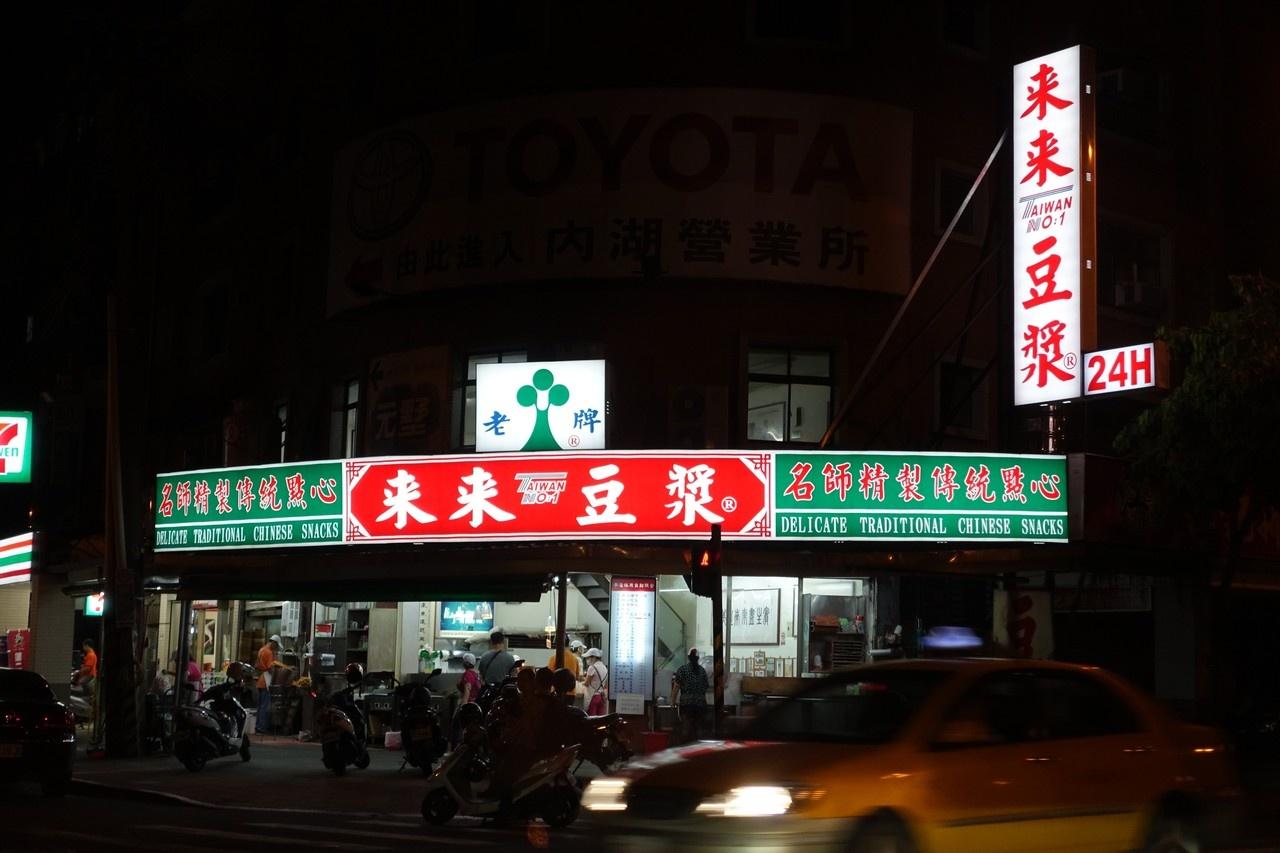 TOYOTA
由此進入 內湖營業所
来来
TAIWAN
NO:1
豆漿®
24H
老牌
®
名師精製傳統點心
DELICATE TRADITIONAL CHINESE SNACKS
来来 TAIWAN NO:1 豆漿®
名師精製傳統點心
DELICATE TRADITIONAL CHINESE SNACKS
7
VEN